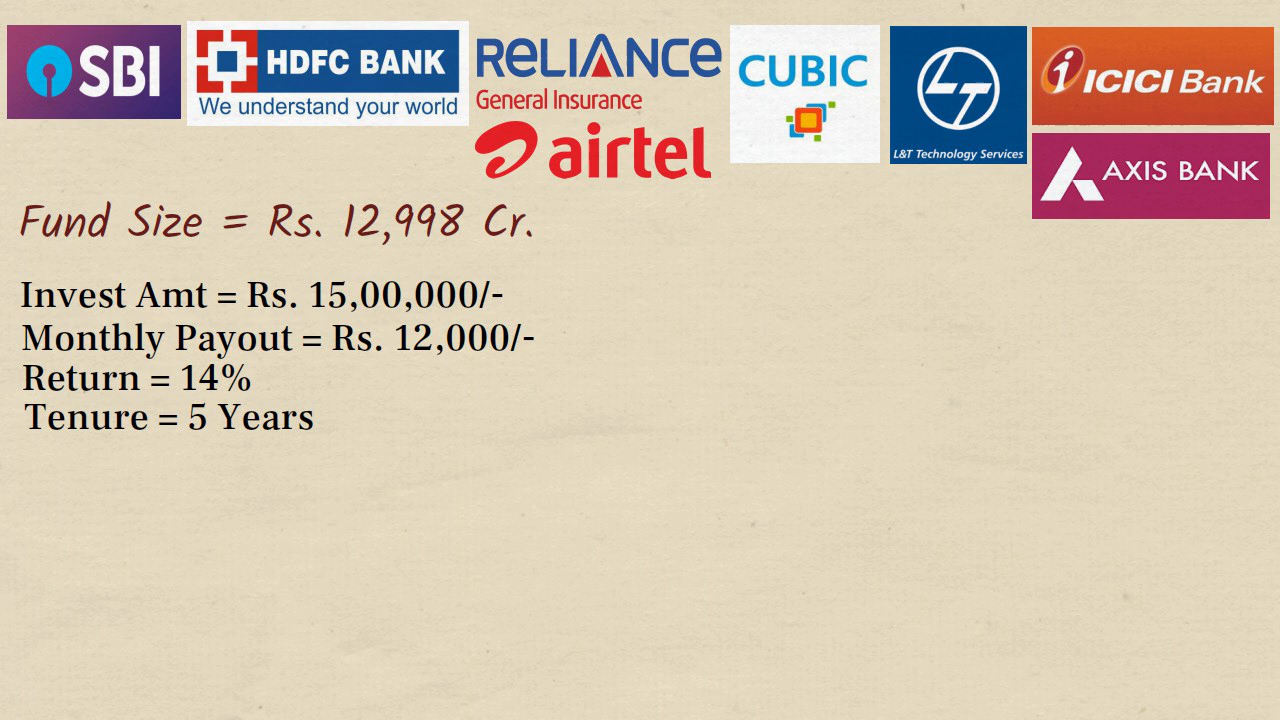 SBI
HDFC BANK
We understand your world
RELIANCE
General Insurance
airtel
CUBIC
LT
L&T Technology Services
i ICICI Bank
AXIS BANK
Fund Size = Rs. 12,998 Cr.
Invest Amt = Rs. 15,00,000/-
Monthly Payout = Rs. 12,000/-
Return = 14%
Tenure = 5 Years